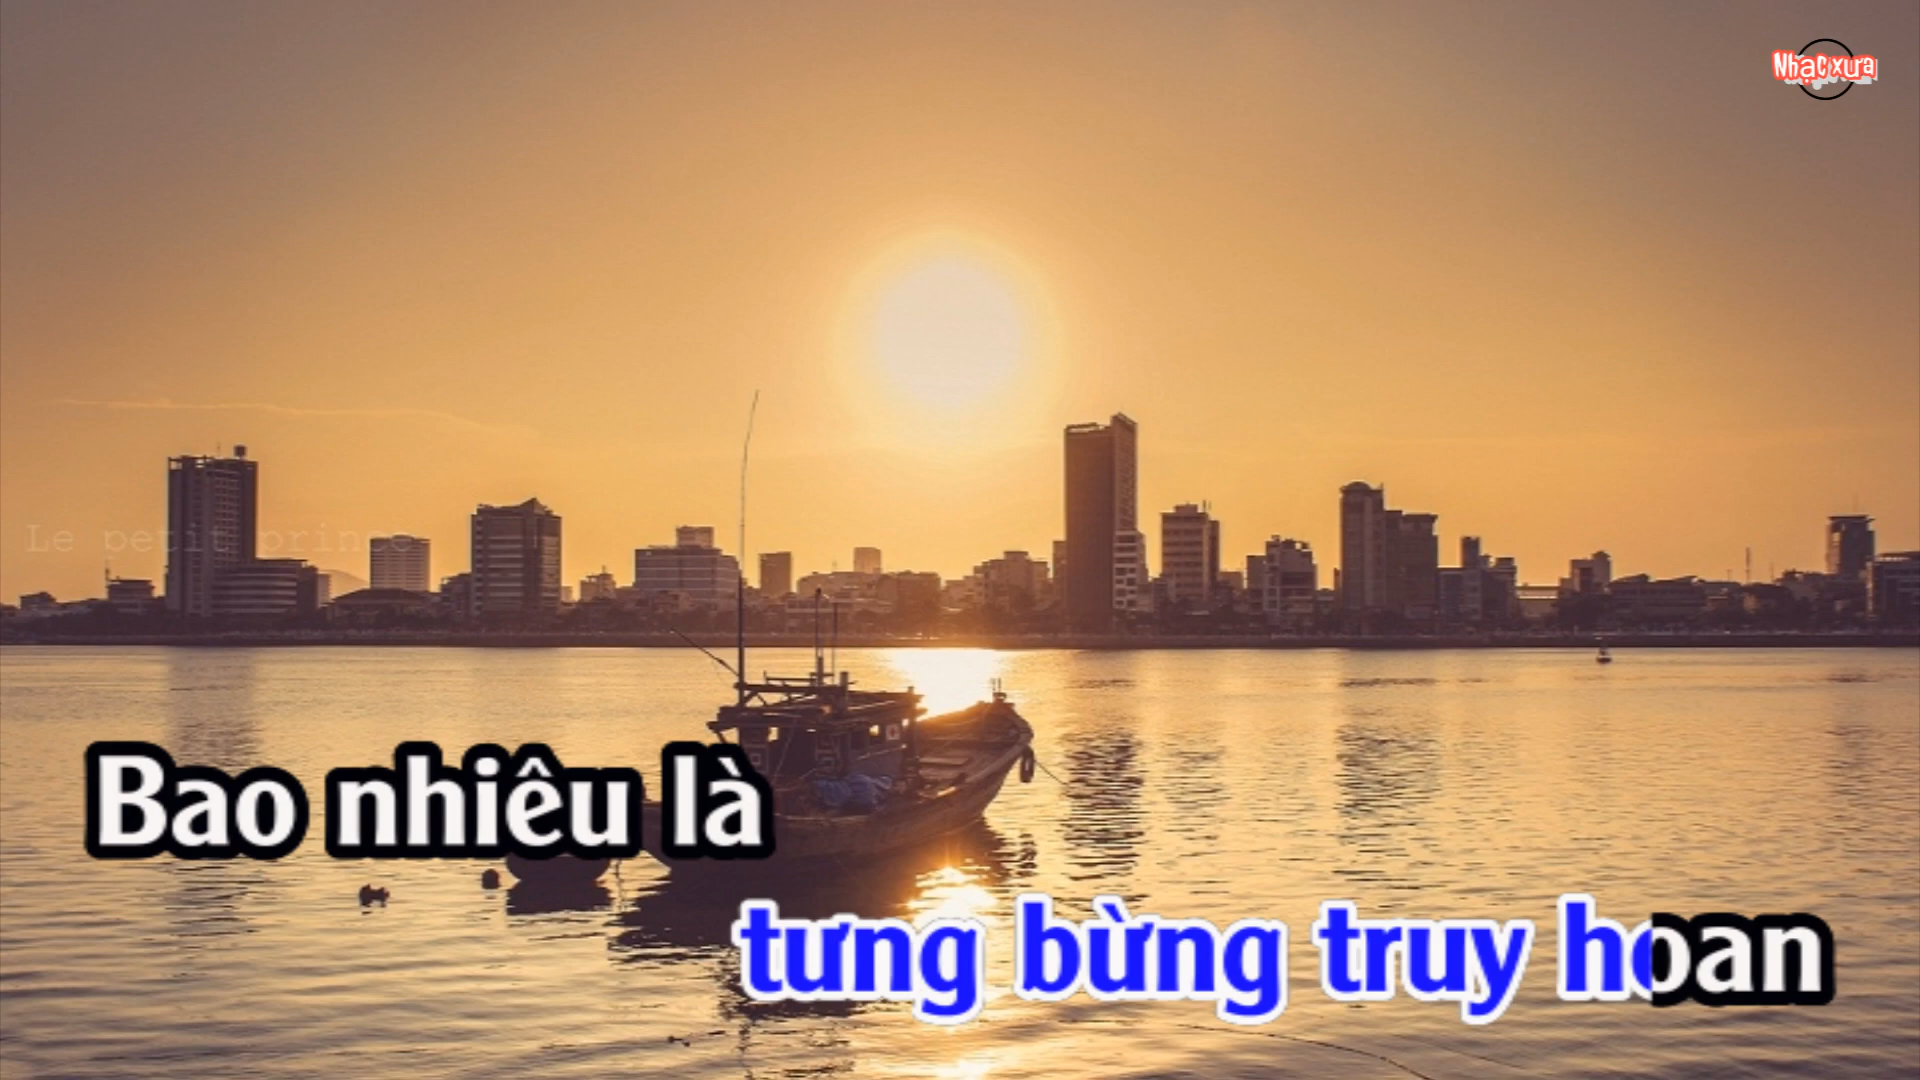 Nhạc xưa
Le petit prince
Bao nhiêu là
tưng bừng truy hoan